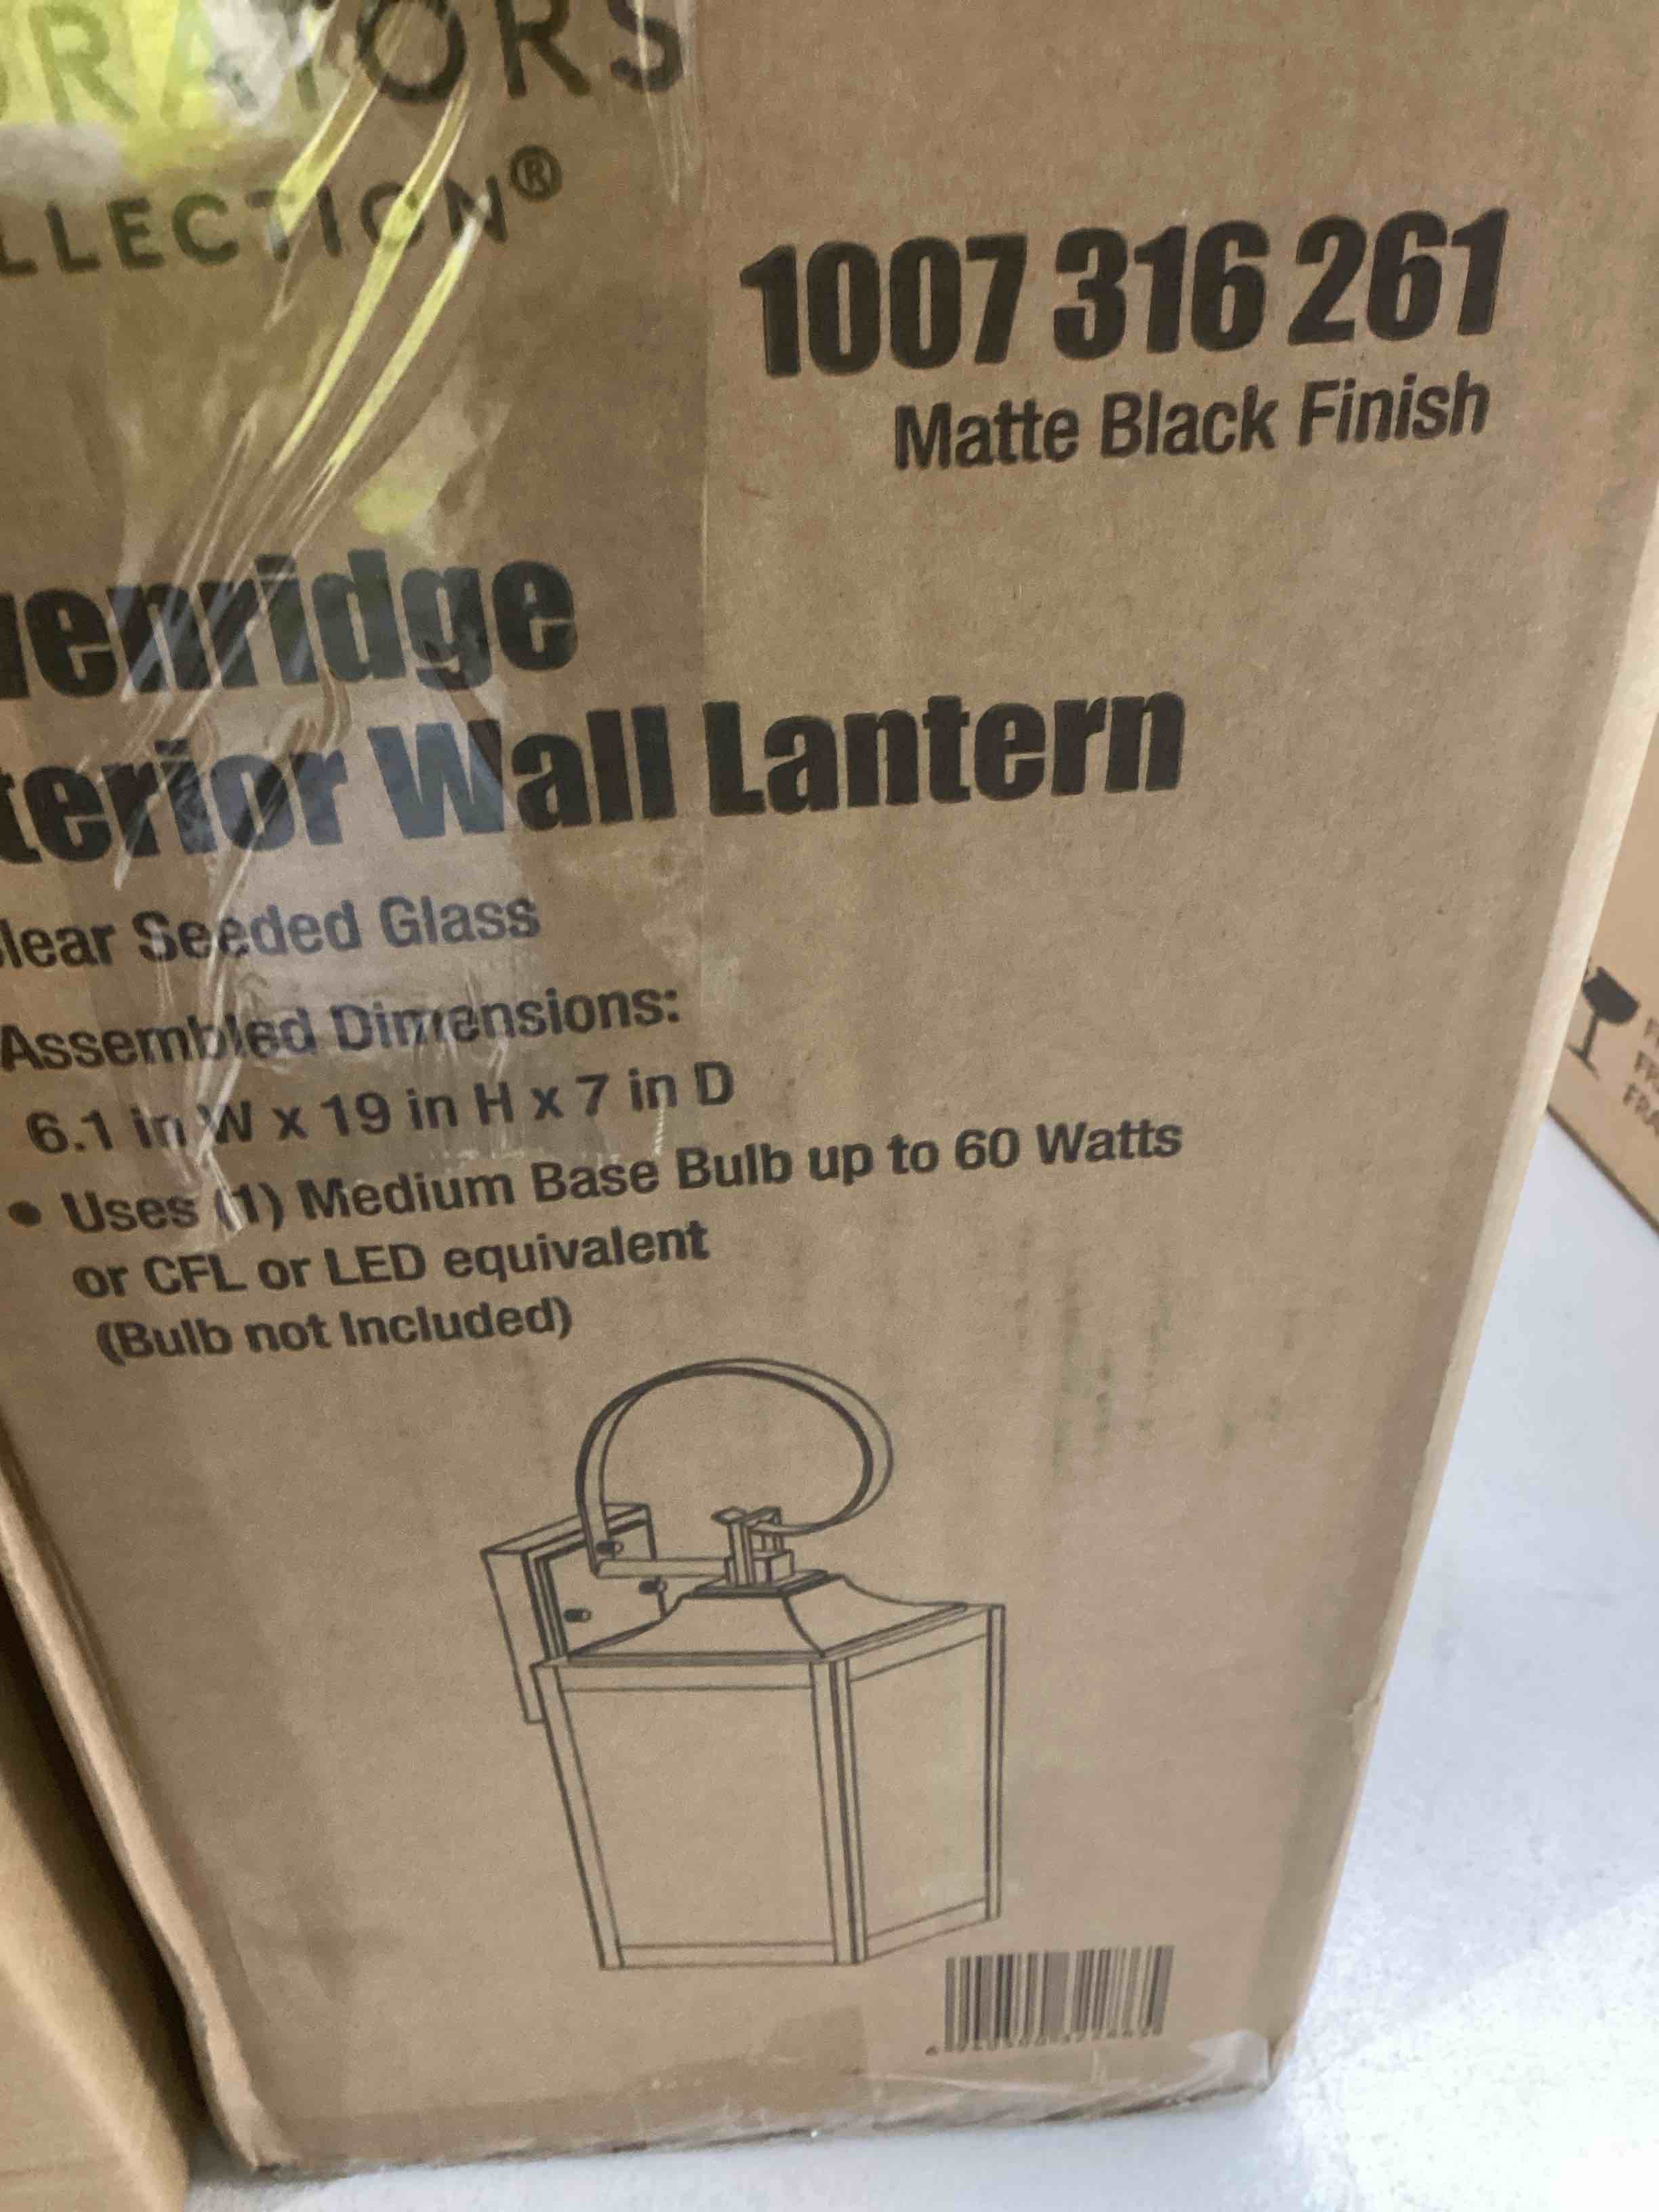 RATORS
LLECTION®
1007 316 261
Matte Black Finish
venridge
terior Wall Lantern
lear Seeded Glass
Assembled Dimensions:
6.1 in W x 19 in H x 7 in D
• Uses (1) Medium Base Bulb up to 60 Watts
or CFL or LED equivalent
(Bulb not Included)